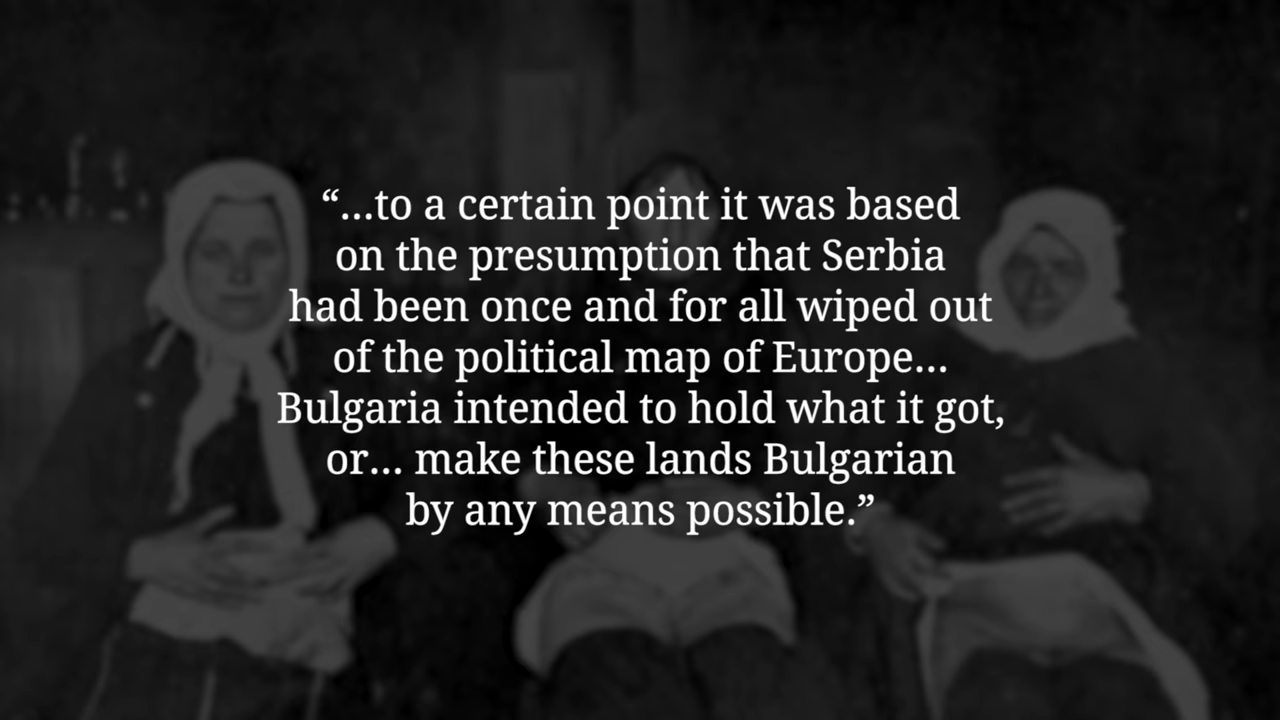 “...to a certain point it was based
on the presumption that Serbia
had been once and for all wiped out
of the political map of Europe...
Bulgaria intended to hold what it got,
or... make these lands Bulgarian
by any means possible.”